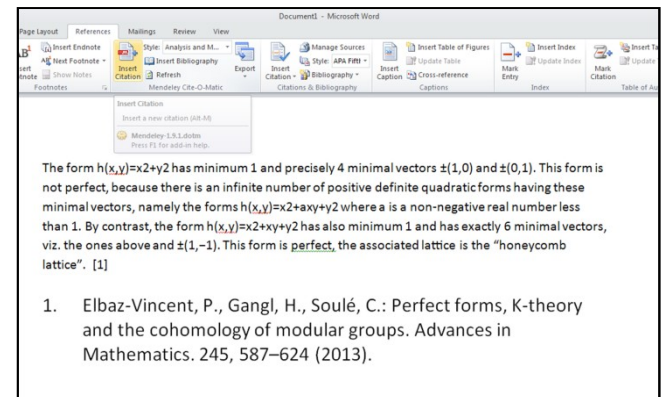 Document1 - Microsoft Word
Page Layout References Mailings Review View
Insert Endnote Style: Analysis and M... Manage Sources Insert Table of Figures Insert Index Insert Ta
AB¹ Next Footnote Insert Bibliography Style: APA Fifth Update Table Update Index Update
Show Notes Insert Citation Refresh Export Insert Citation Bibliography Insert Caption Cross-reference Mark Entry Mark Citation
Footnotes Mendeley Cite-O-Matic Citations & Bibliography Captions Index Table of Au
Insert Citation
Insert a new citation (Alt-M)
Mendeley-1.9.1.dotm
Press F1 for add-in help.
The form h(x,y)=x2+y2 has minimum 1 and precisely 4 minimal vectors ±(1,0) and ±(0,1). This form is
not perfect, because there is an infinite number of positive definite quadratic forms having these
minimal vectors, namely the forms h(x,y)=x2+axy+y2 where a is a non-negative real number less
than 1. By contrast, the form h(x,y)=x2+xy+y2 has also minimum 1 and has exactly 6 minimal vectors,
viz. the ones above and ±(1,−1). This form is perfect, the associated lattice is the “honeycomb
lattice”. [1]
1. Elbaz-Vincent, P., Gangl, H., Soulé, C.: Perfect forms, K-theory
and the cohomology of modular groups. Advances in
Mathematics. 245, 587–624 (2013).